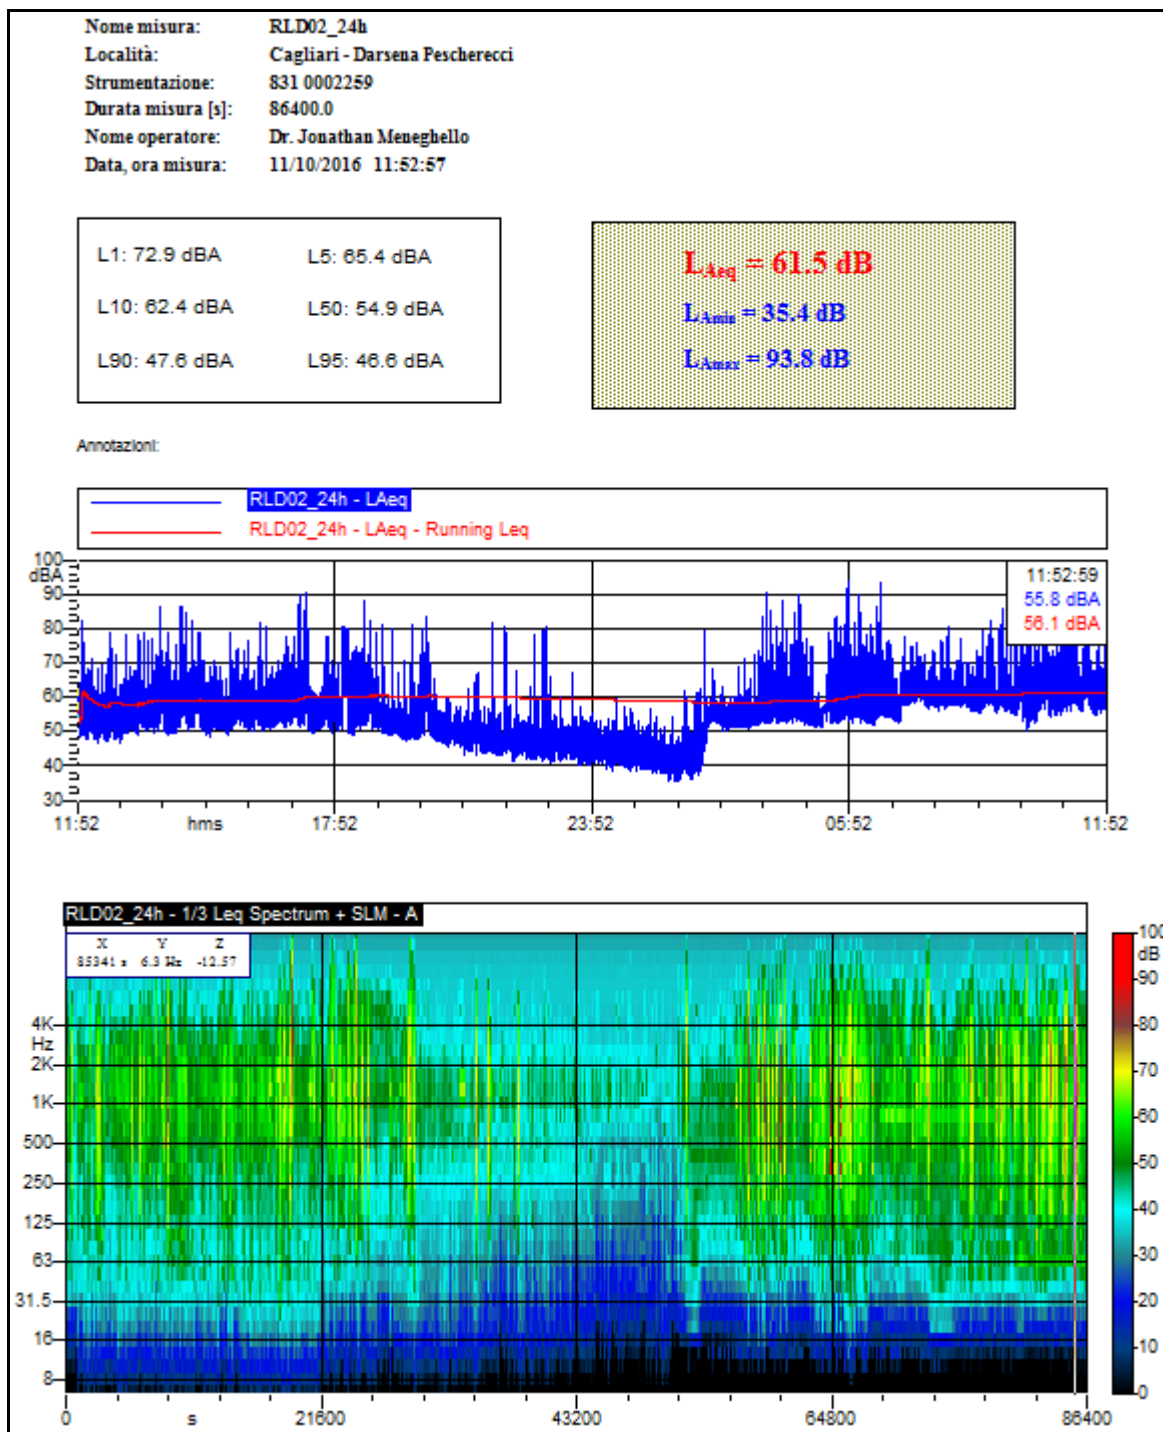 Nome misura: RLD02_24h
Località: Cagliari - Darsena Pescherecci
Strumentazione: 831 0002259
Durata misura [s]: 86400.0
Nome operatore: Dr. Jonathan Meneghello
Data, ora misura: 11/10/2016 11:52:57
L1: 72.9 dBA L5: 65.4 dBA
L10: 62.4 dBA L50: 54.9 dBA
L90: 47.6 dBA L95: 46.6 dBA
LAeq = 61.5 dB
LAmin = 35.4 dB
LAmax = 93.8 dB
Annotazioni:
RLD02_24h - LAeq
RLD02_24h - LAeq - Running Leq
100
dBA
90
80
70
60
50
40
30
11:52:59
55.8 dBA
56.1 dBA
11:52 hms 17:52 23:52 05:52 11:52
RLD02_24h - 1/3 Leq Spectrum + SLM - A
X Y Z
85341 s 6.3 Hz -12.57
4K
Hz
2K
1K
500
250
125
63
31.5
16
8
0 s 21600 43200 64800 86400
100
dB
90
80
70
60
50
40
30
20
10
0